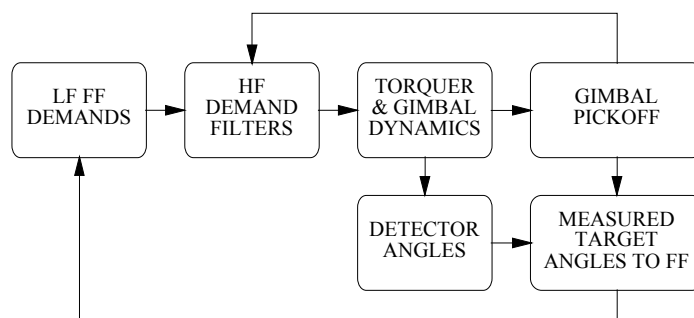 LF FF
DEMANDS
HF
DEMAND
FILTERS
TORQUER
& GIMBAL
DYNAMICS
GIMBAL
PICKOFF
DETECTOR
ANGLES
MEASURED
TARGET
ANGLES TO FF